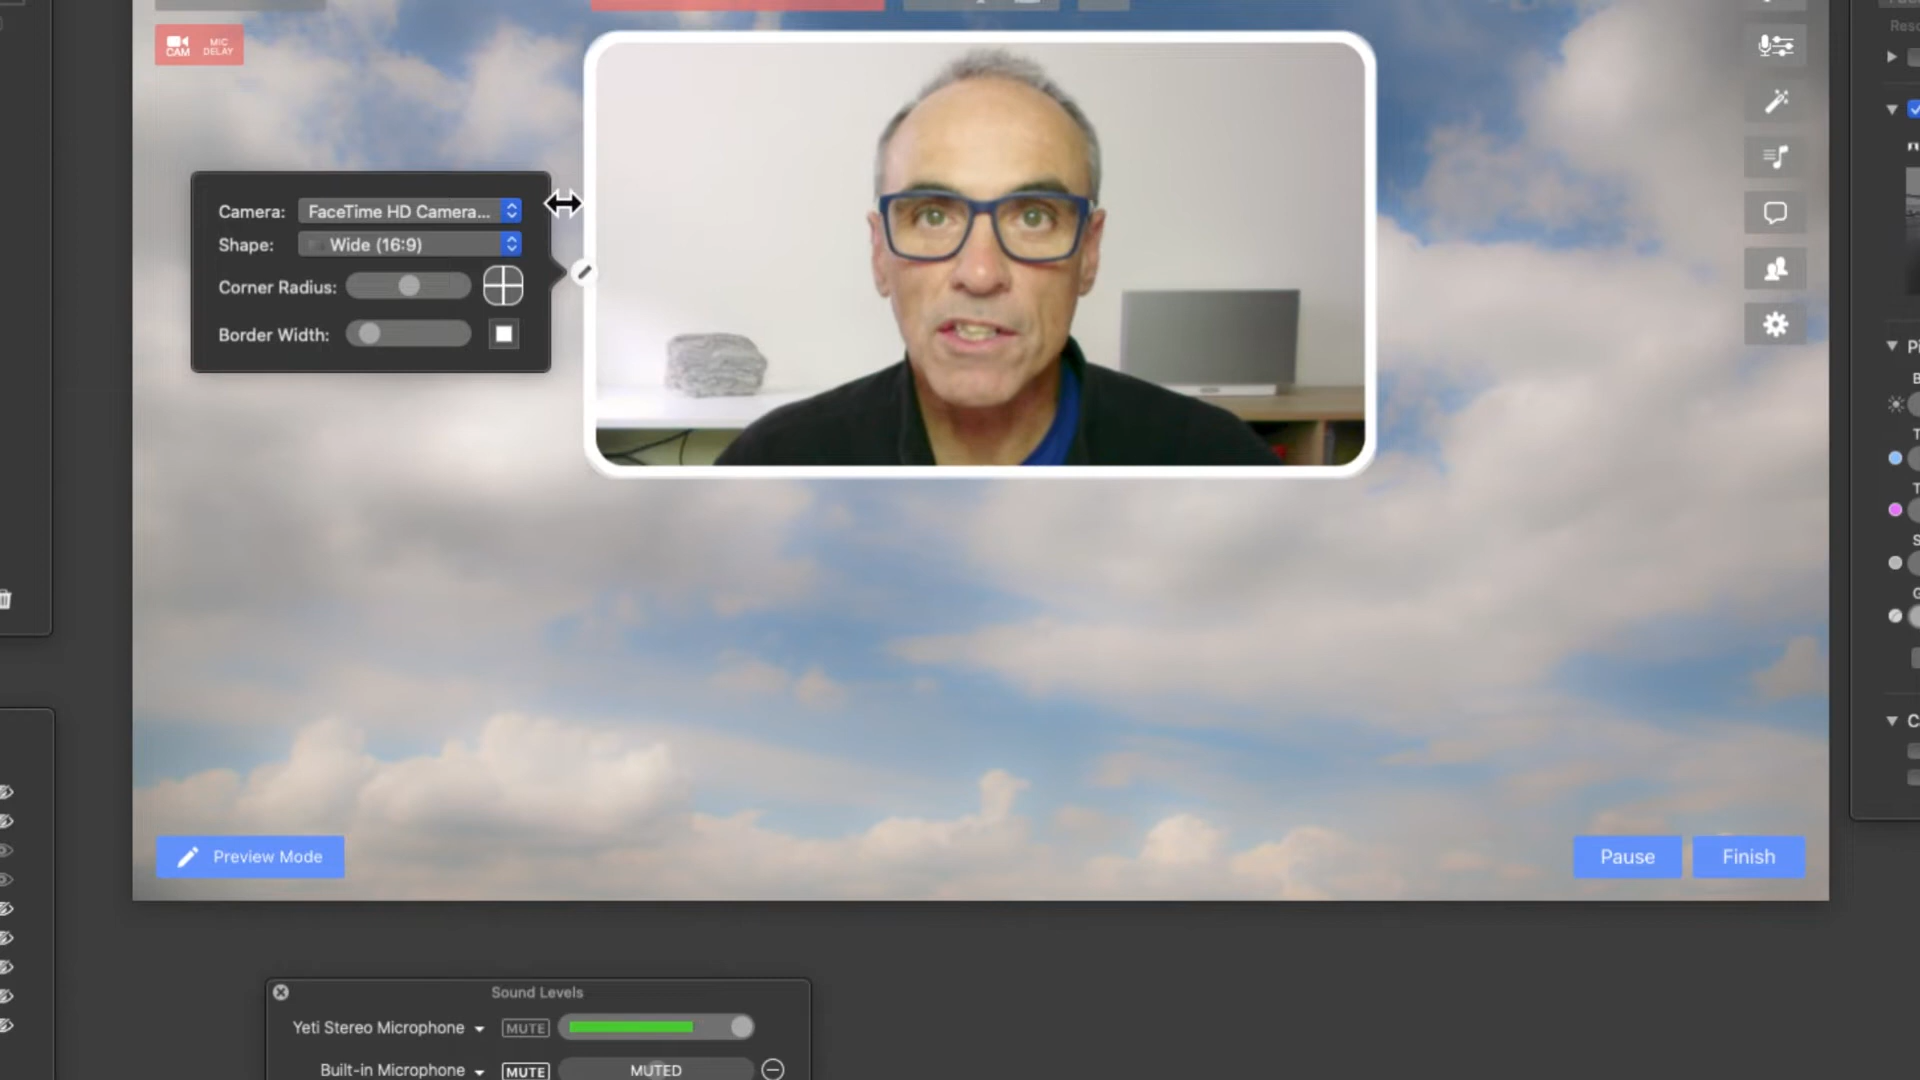 CAM
MIC
DELAY
Camera: FaceTime HD Camera...
Shape: Wide (16:9)
Corner Radius:
Border Width:
Preview Mode
Pause
Finish
Sound Levels
Yeti Stereo Microphone
MUTE
Built-in Microphone
MUTE
MUTED